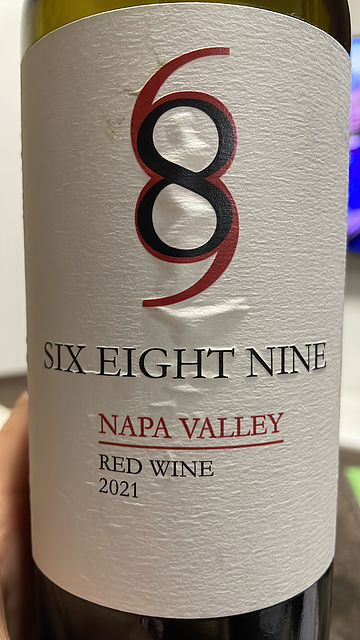 689
SIX EIGHT NINE
NAPA VALLEY
RED WINE
2021